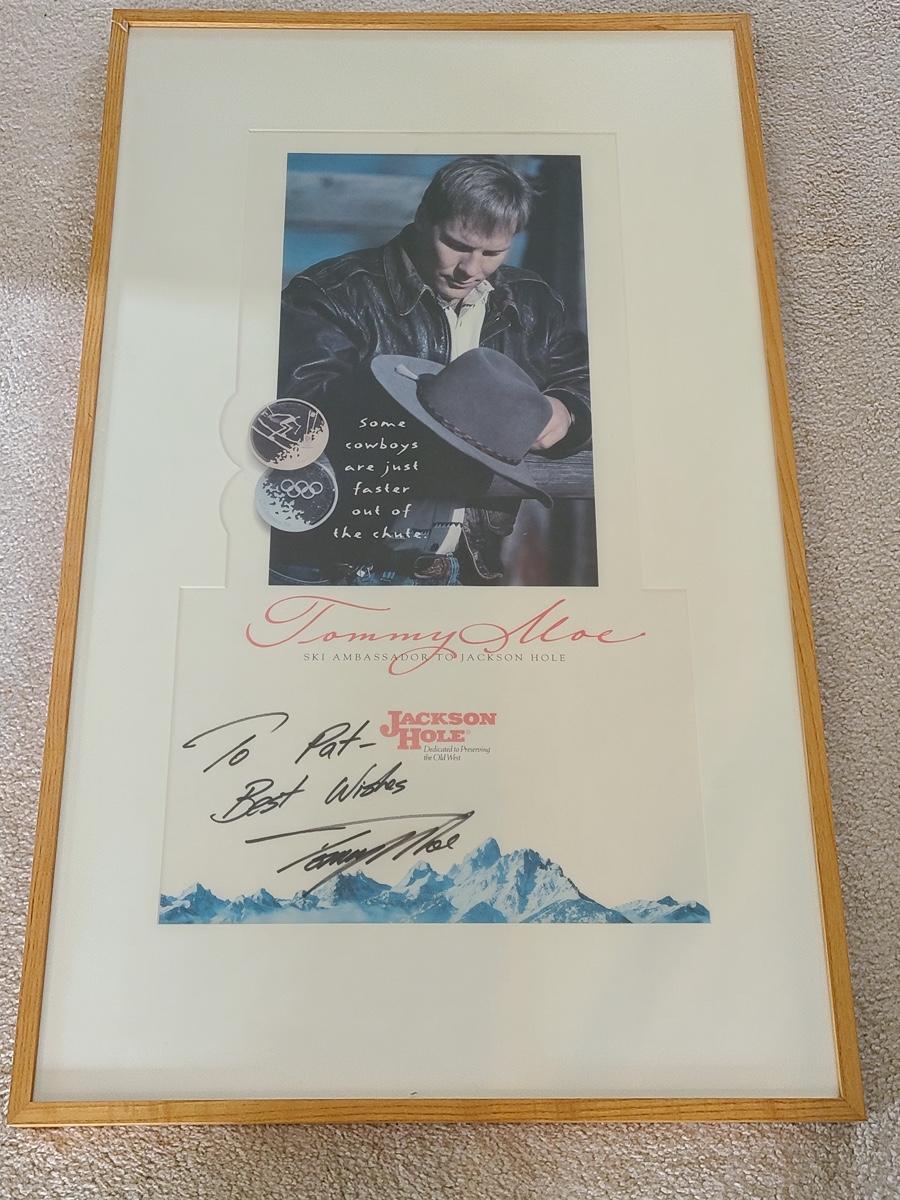 Some
cowboys
are just
faster
out of
the chute.
Tommy Moe
SKI AMBASSADOR TO JACKSON HOLE
JACKSON
HOLE®
Dedicated to Preserving
the Old West
To Pat-
Best Wishes
Tommy Moe